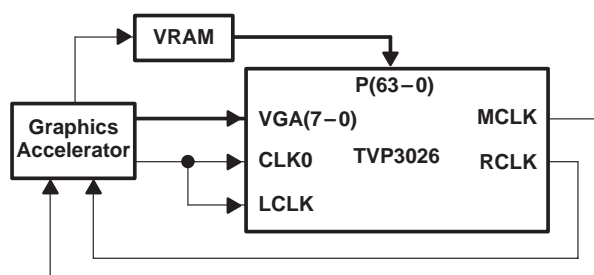 VRAM
P(63–0)
Graphics
Accelerator
VGA(7–0)
MCLK
CLK0
TVP3026
RCLK
LCLK